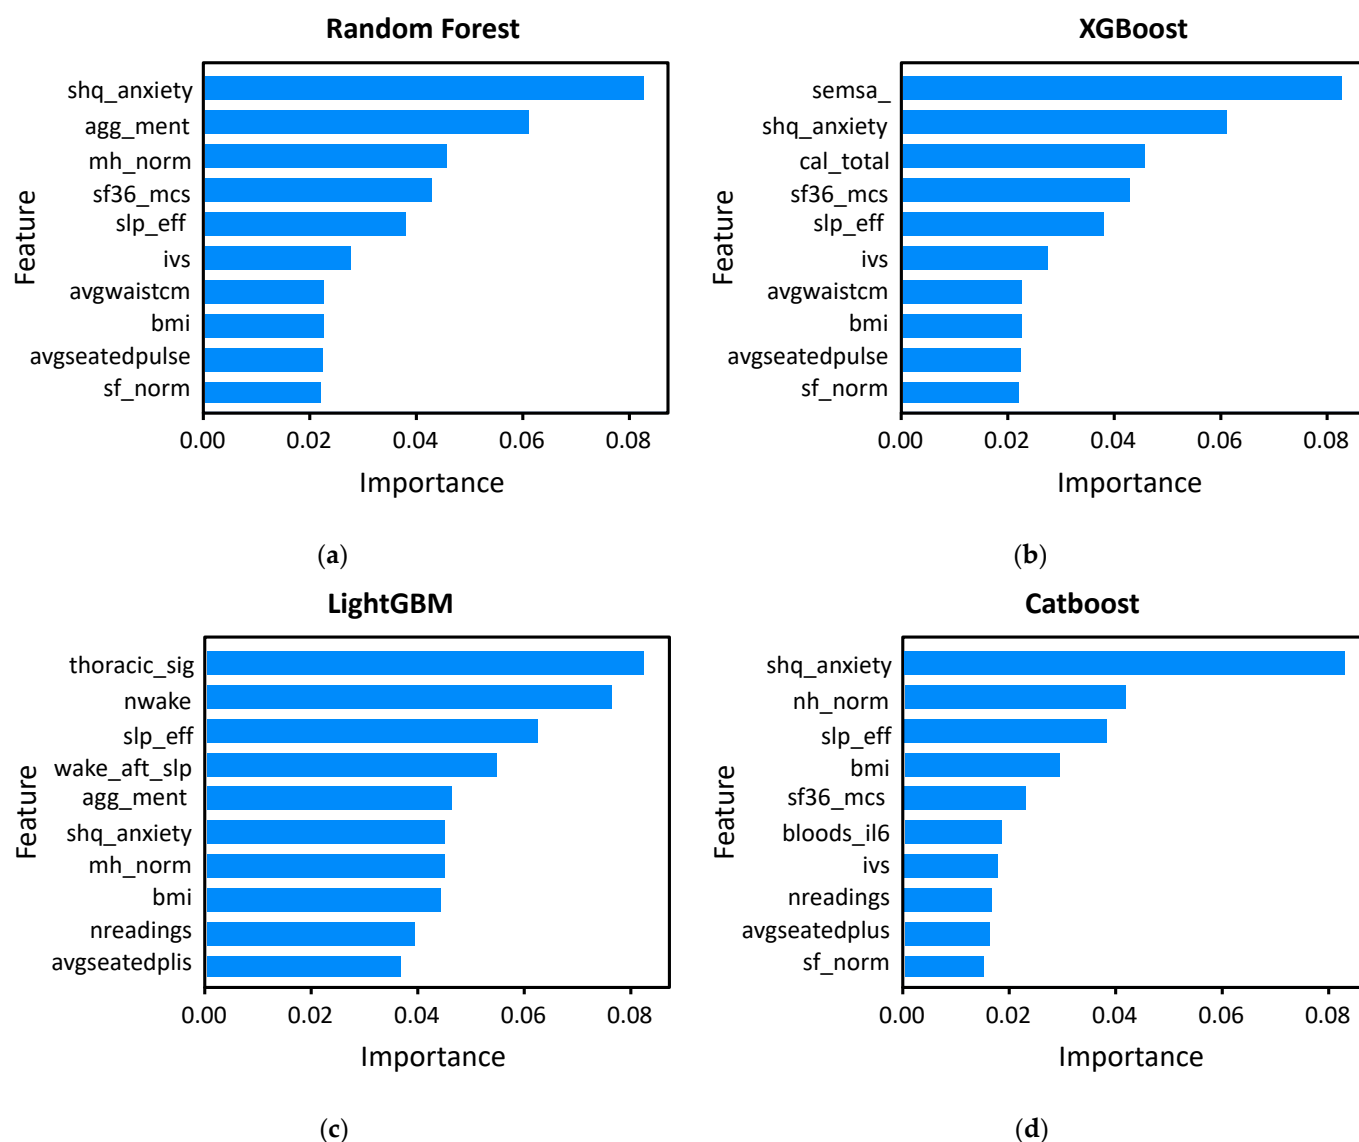 Random Forest
Feature
shq_anxiety
agg_ment
mh_norm
sf36_mcs
slp_eff
ivs
avgwaistcm
bmi
avgseatedpulse
sf_norm
0.00 0.02 0.04 0.06 0.08
Importance
(a)
XGBoost
Feature
semsa_
shq_anxiety
cal_total
sf36_mcs
slp_eff
ivs
avgwaistcm
bmi
avgseatedpulse
sf_norm
0.00 0.02 0.04 0.06 0.08
Importance
(b)
LightGBM
Feature
thoracic_sig
nwake
slp_eff
wake_aft_slp
agg_ment
shq_anxiety
mh_norm
bmi
nreadings
avgseatedplis
0.00 0.02 0.04 0.06 0.08
Importance
(c)
Catboost
Feature
shq_anxiety
nh_norm
slp_eff
bmi
sf36_mcs
bloods_il6
ivs
nreadings
avgseatedplus
sf_norm
0.00 0.02 0.04 0.06 0.08
Importance
(d)